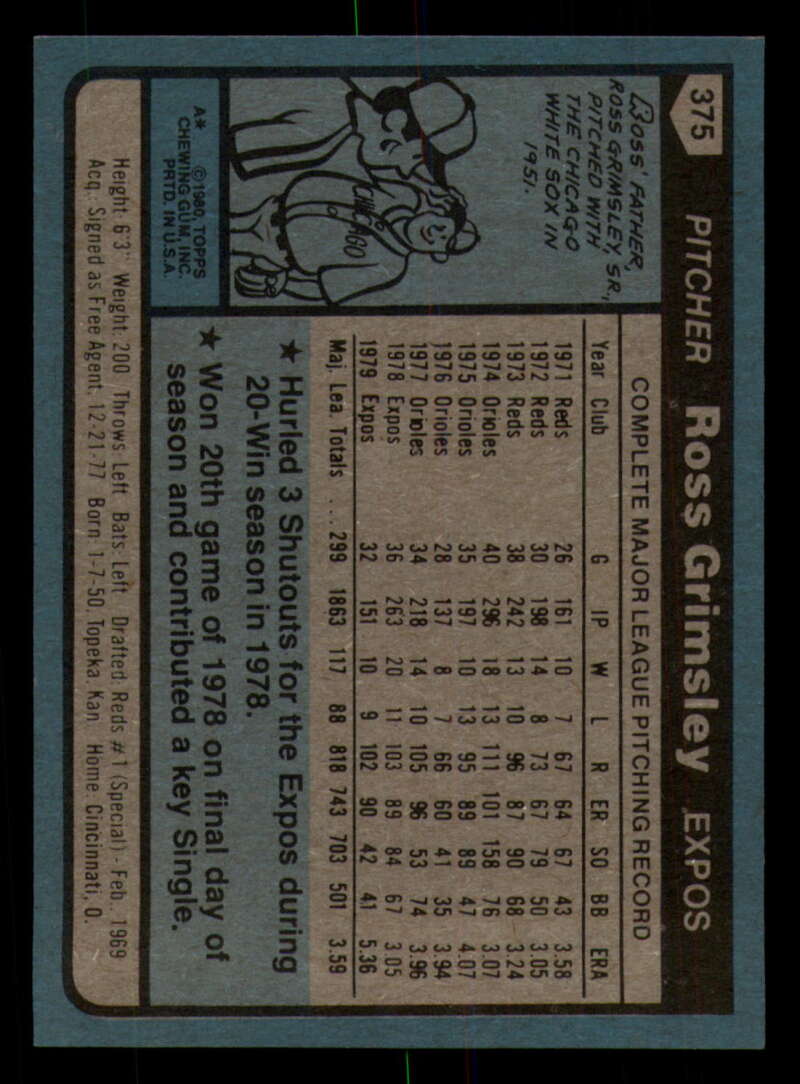 375
PITCHER Ross Grimsley EXPOS
Ross' FATHER,
ROSS GRIMSLEY, SR.,
PITCHED WITH
THE CHICAGO
WHITE SOX IN
1951.
CHICAGO
A* ©1980, TOPPS
CHEWING GUM, INC.
PRTD. IN U.S.A.
COMPLETE MAJOR LEAGUE PITCHING RECORD
Year Club G IP W L R ER SO BB ERA
1971 Reds 26 161 10 7 67 64 67 43 3.58
1972 Reds 30 198 14 8 73 67 79 50 3.05
1973 Reds 38 242 13 10 96 87 90 68 3.24
1974 Orioles 40 296 18 13 111 101 158 76 3.07
1975 Orioles 35 197 10 13 95 89 89 47 4.07
1976 Orioles 28 137 8 7 66 60 41 35 3.94
1977 Orioles 34 218 14 10 105 96 53 74 3.96
1978 Expos 36 263 20 11 103 89 84 67 3.05
1979 Expos 32 151 10 9 102 90 42 41 5.36
Maj. Lea. Totals ... 299 1863 117 88 818 743 703 501 3.59
★ Hurled 3 Shutouts for the Expos during
20-Win season in 1978.
★ Won 20th game of 1978 on final day of
season and contributed a key Single.
Height: 6'3" Weight: 200 Throws: Left Bats: Left Drafted: Reds #1 (Special) - Feb., 1969
Acq.: Signed as Free Agent, 12-21-77 Born: 1-7-50, Topeka, Kan. Home: Cincinnati, O.